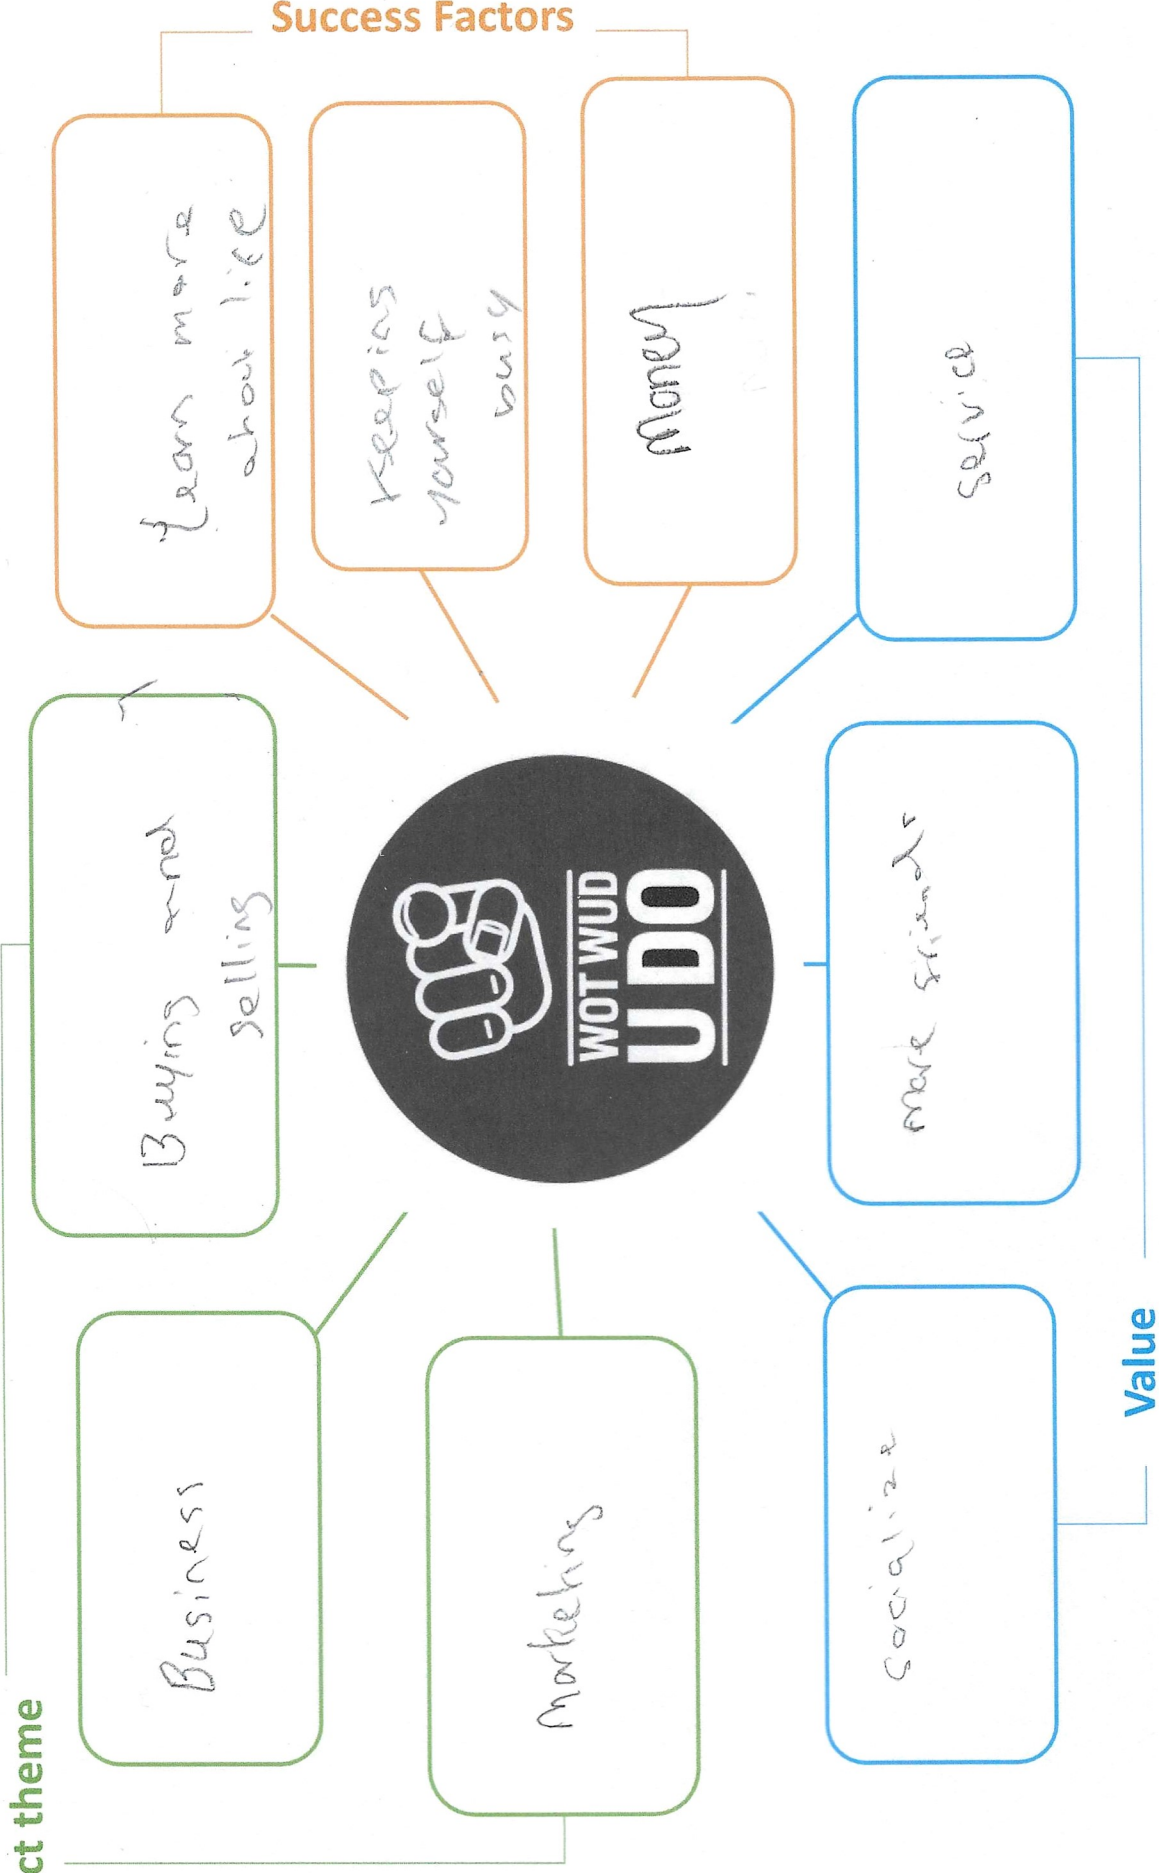 ct theme
Business
Buying and
selling
Marketing
Success Factors
Learn more
about life
Keeping
yourself
busy
Money
WOT WUD
U DO
service
make friends
Socialize
Value